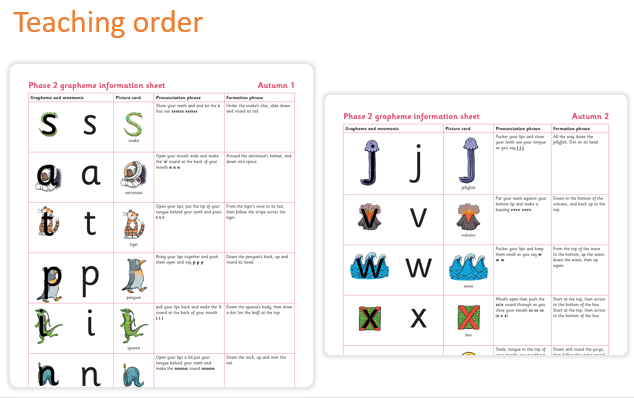 Teaching order
Phase 2 grapheme information sheet Autumn 1
Grapheme and mnemonic Picture card Pronunciation phrase Formation phrase
s s
snake
Show your teeth and and let the s
hiss out ssssss ssssss
Under the snake's chin, slide down
and round its tail.
a a
astronaut
Open your mouth wide and make
the 'a' sound at the back of your
mouth a a a
Around the astronaut's helmet, and
down into space.
t t
tiger
Open your lips; put the tip of your
tongue behind your teeth and press
t t t
From the tiger's nose to its tail,
then follow the stripe across the
tiger.
p p
penguin
Bring your lips together and push
them open and say p p p
Down the penguin's back, up and
round its head.
i i
iguana
pull your lips back and make the 'i'
sound at the back of your mouth
i i i
Down the iguana's body, then draw
a dot (on the leaf) at the top.
n n
Open your lips a bit; put your
tongue behind your teeth and
make the nnnnn sound nnnnn
Down the stick, up and over the
net.
Phase 2 grapheme information sheet Autumn 2
Grapheme and mnemonic Picture card Pronunciation phrase Formation phrase
j j
jellyfish
Pucker your lips and show
your teeth use your tongue
as you say j j j
All the way down the
jellyfish. Dot on its head.
v v
volcano
Put your teeth against your
bottom lip and make a
buzzing vvvv vvvv
Down to the bottom of the
volcano, and back up to the
top.
w w
wave
Pucker your lips and keep
them small as you say w
w w
From the top of the wave
to the bottom, up the wave,
down the wave, then up
again.
x x
box
Mouth open then push the
cs/x sound through as you
close your mouth cs cs cs
(x x x)
Start at the top, then across
to the bottom of the box.
Start at the top, then across
to the bottom of the box.
Smile, tongue to the top of
Down and round the yo-yo,